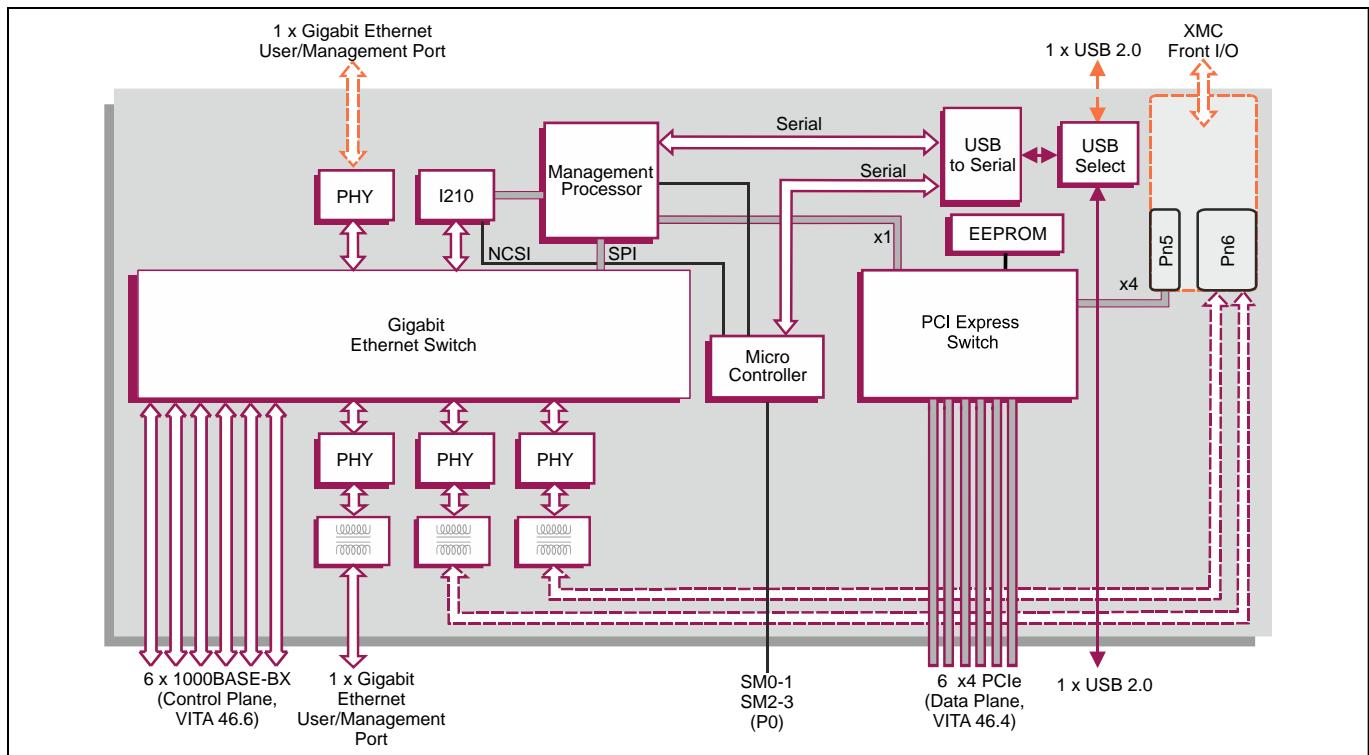 1 x Gigabit Ethernet
User/Management Port
1 x USB 2.0
XMC
Front I/O
PHY
I210
Management
Processor
Serial
Serial
USB
to Serial
USB
Select
x1
EEPROM
Pn5
Pn6
NCSI
SPI
x4
Gigabit
Ethernet Switch
Micro
Controller
PCI Express
Switch
PHY
PHY
PHY
6 x 1000BASE-BX
(Control Plane,
VITA 46.6)
1 x Gigabit
Ethernet
User/Management
Port
SM0-1
SM2-3
(P0)
6 x4 PCIe
(Data Plane,
VITA 46.4)
1 x USB 2.0